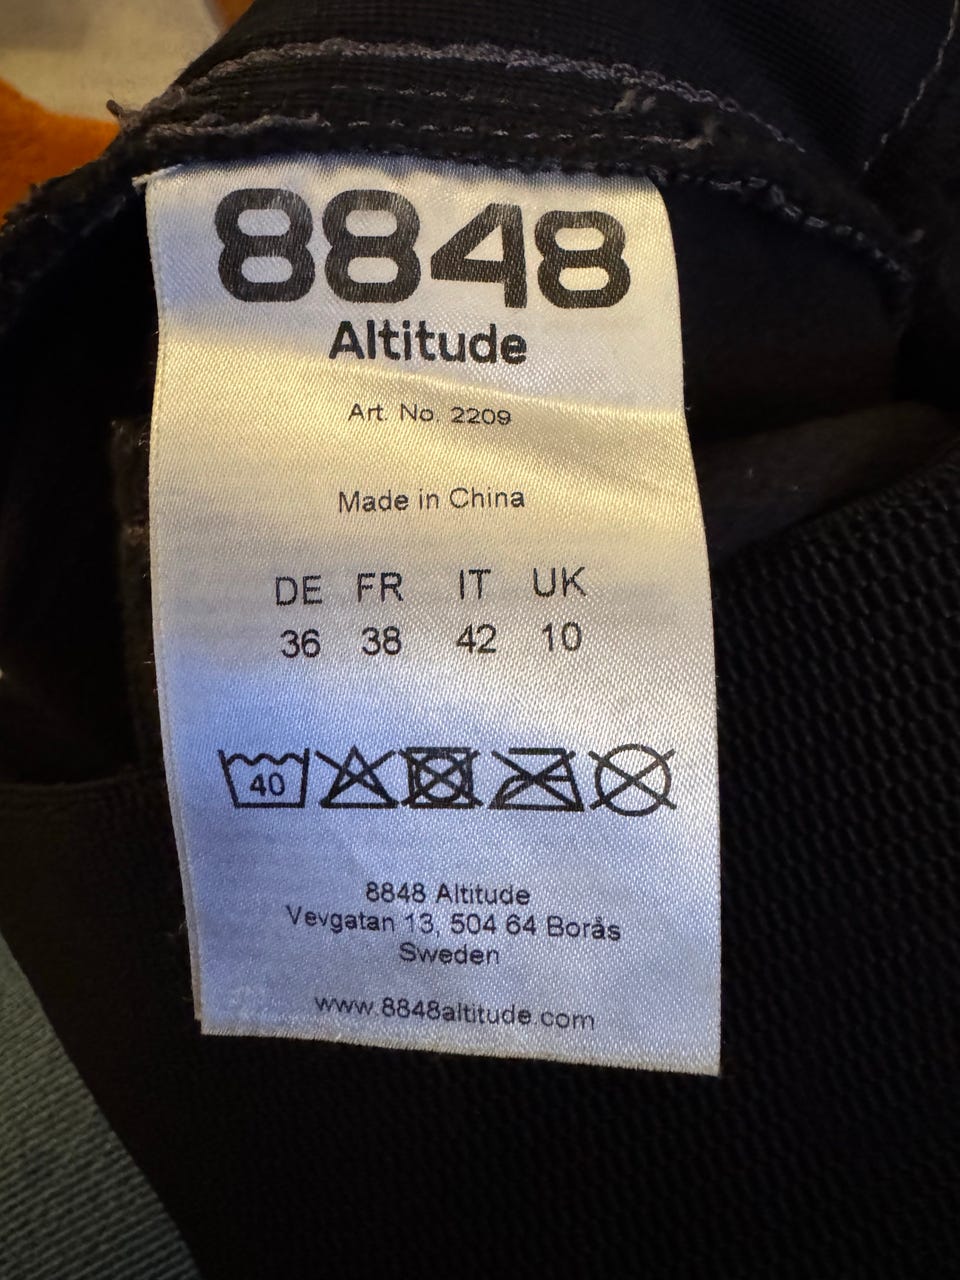 8848
Altitude
Art. No. 2209
Made in China
DE FR IT UK
36 38 42 10
40
8848 Altitude
Vevgatan 13, 504 64 Borås
Sweden
www.8848altitude.com